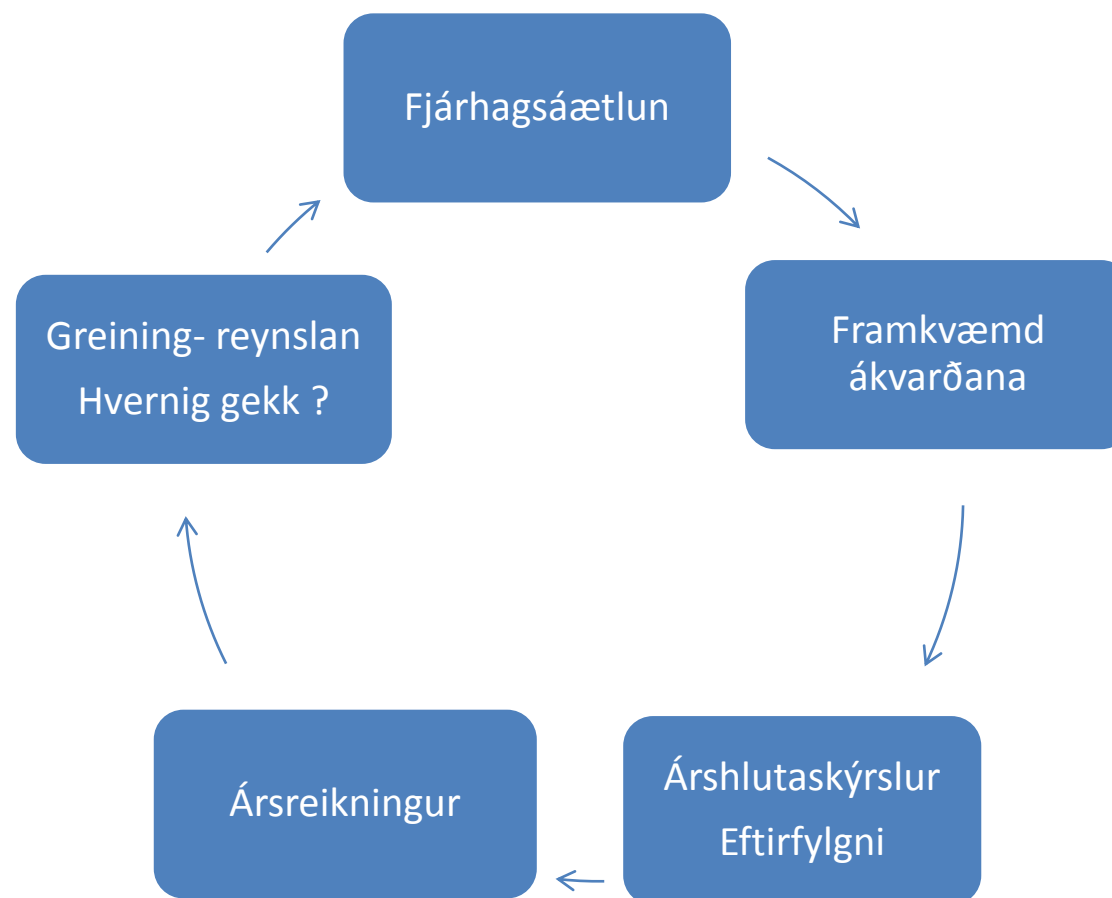 Fjárhagsáætlun
Framkvæmd
ákvarðana
Árshlutaskýrslur
Eftirfylgni
Ársreikningur
Greining- reynslan
Hvernig gekk ?